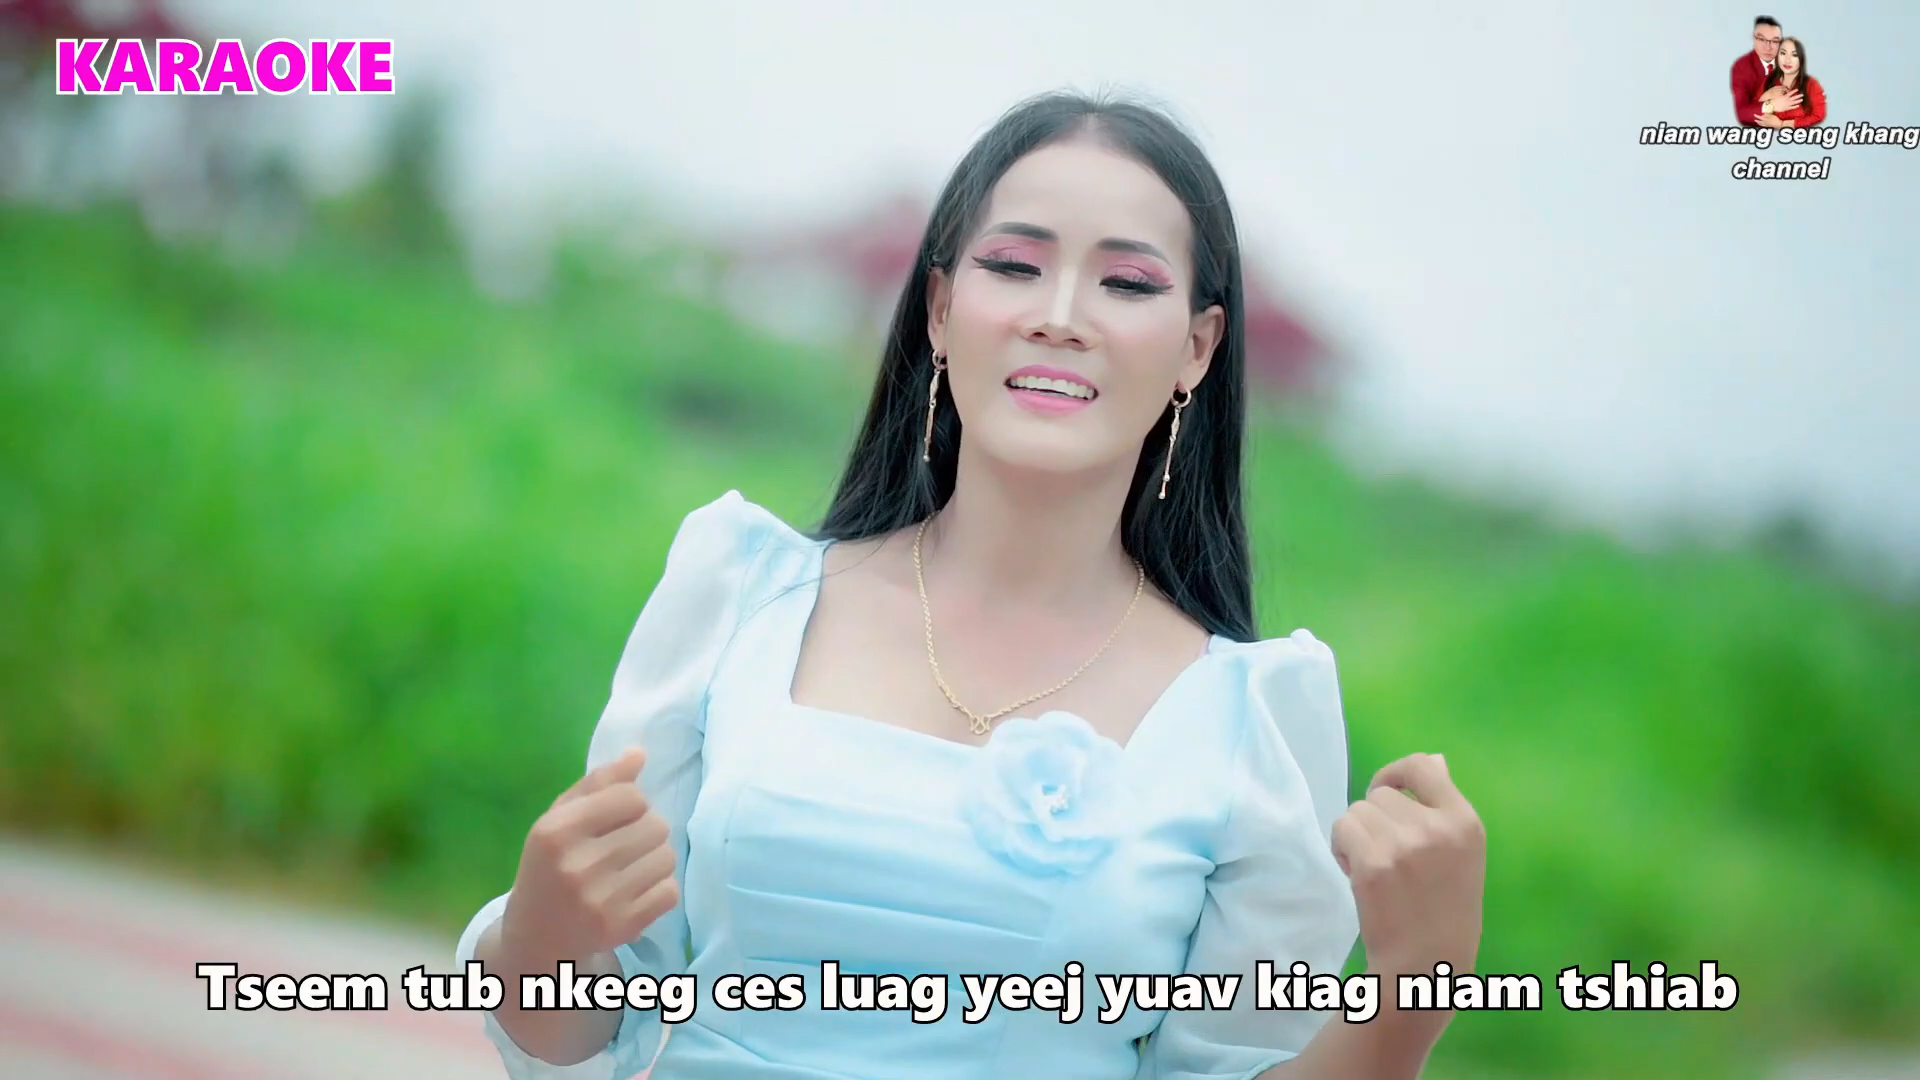 KARAOKE
niam wang seng khang
channel
Tseem tub nkeeg ces luag yeej yuav kiag niam tshiab